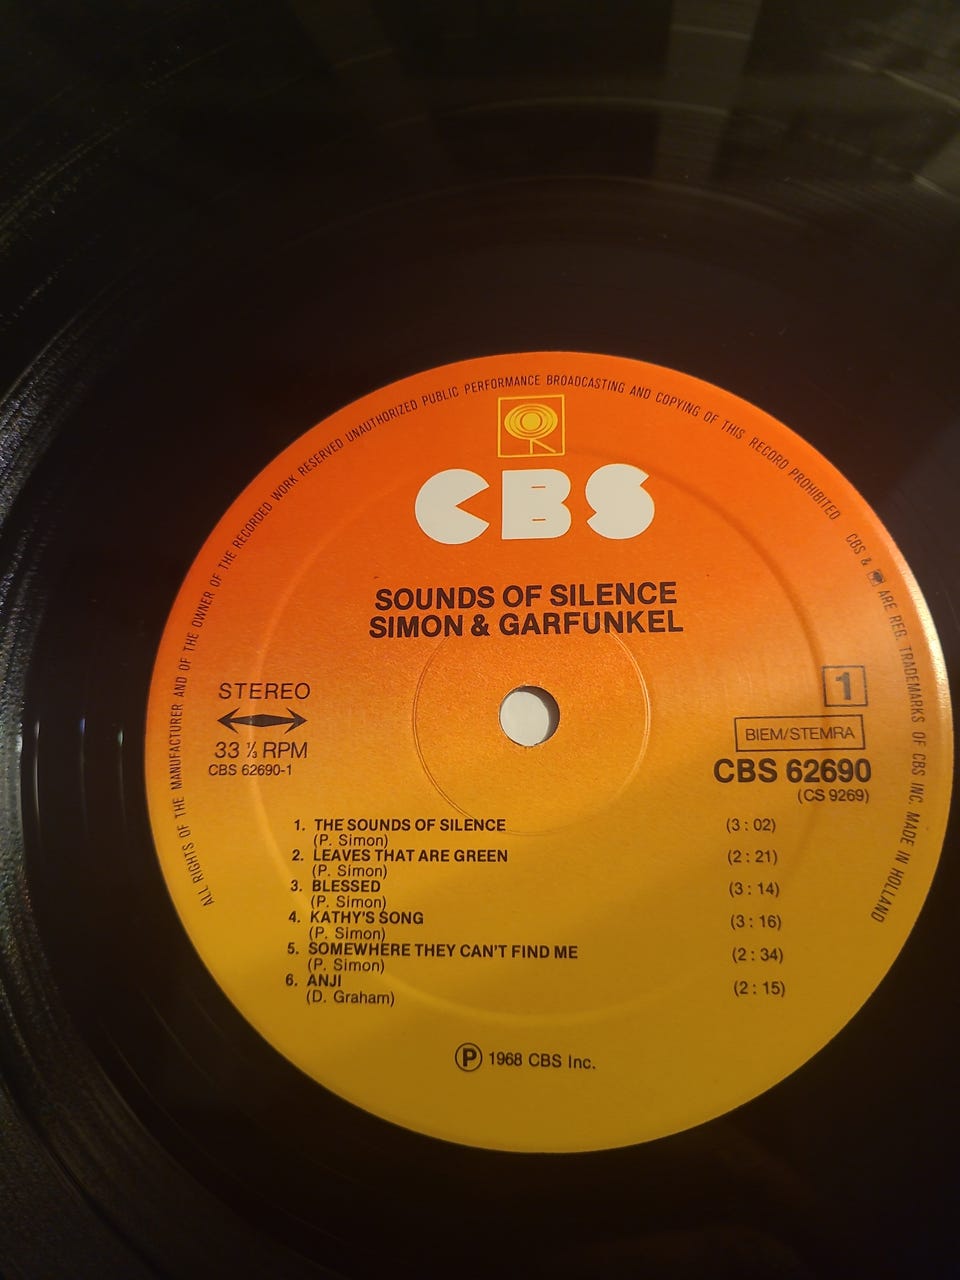 ALL RIGHTS OF THE MANUFACTURER AND OF THE OWNER OF THE RECORDED WORK RESERVED UNAUTHORIZED PUBLIC PERFORMANCE BROADCASTING AND COPYING OF THIS RECORD PROHIBITED CBS & ARE REG. TRADEMARKS OF CBS INC. MADE IN HOLLAND
CBS
SOUNDS OF SILENCE
SIMON & GARFUNKEL
STEREO
33 ⅓ RPM
CBS 62690-1
1
BIEM/STEMRA
CBS 62690
(CS 9269)
1. THE SOUNDS OF SILENCE (3 : 02)
(P. Simon)
2. LEAVES THAT ARE GREEN (2 : 21)
(P. Simon)
3. BLESSED (3 : 14)
(P. Simon)
4. KATHY'S SONG (3 : 16)
(P. Simon)
5. SOMEWHERE THEY CAN'T FIND ME (2 : 34)
(P. Simon)
6. ANJI (2 : 15)
(D. Graham)
Ⓟ 1968 CBS Inc.